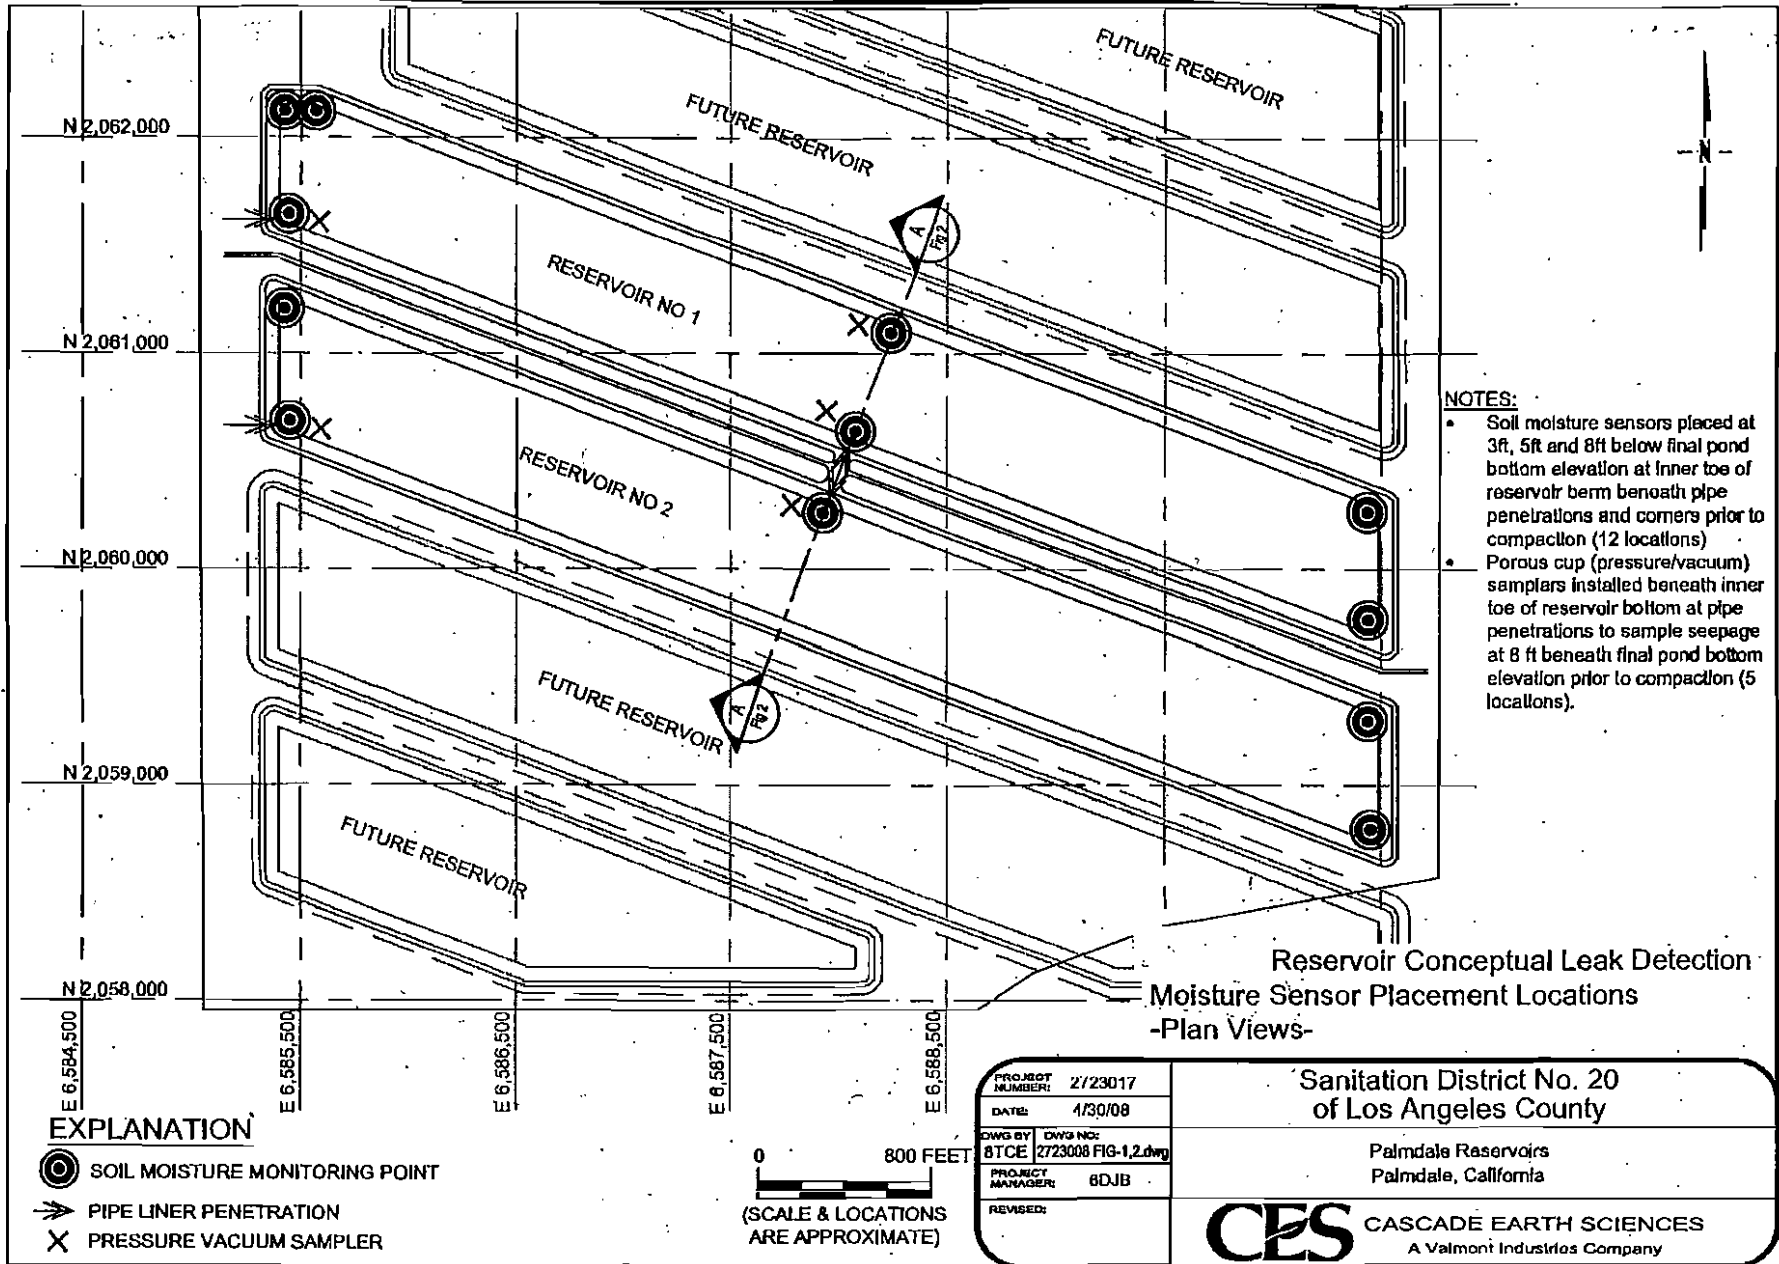 FUTURE RESERVOIR
FUTURE RESERVOIR
N 2,062,000
N
A
Fig 2
RESERVOIR NO 1
N 2,061,000
RESERVOIR NO 2
N 2,060,000
FUTURE RESERVOIR
A
Fig 2
N 2,059,000
FUTURE RESERVOIR
N 2,058,000
E 6,584,500
E 6,585,500
E 6,586,500
E 6,587,500
E 6,588,500
NOTES:
• Soil moisture sensors placed at
3ft, 5ft and 8ft below final pond
bottom elevation at inner toe of
reservoir berm beneath pipe
penetrations and corners prior to
compaction (12 locations)
• Porous cup (pressure/vacuum)
samplars installed beneath inner
toe of reservoir bottom at pipe
penetrations to sample seepage
at 8 ft beneath final pond bottom
elevation prior to compaction (5
locations).
Reservoir Conceptual Leak Detection
Moisture Sensor Placement Locations
-Plan Views-
EXPLANATION
SOIL MOISTURE MONITORING POINT
PIPE LINER PENETRATION
PRESSURE VACUUM SAMPLER
0 800 FEET
(SCALE & LOCATIONS
ARE APPROXIMATE)
PROJECT NUMBER: 2723017
DATE: 4/30/08
DWG BY 8TCE
DWG NO: 2723008 FIG-1,2.dwg
PROJECT MANAGER: 6DJB
REVISED:
Sanitation District No. 20
of Los Angeles County
Palmdale Reservoirs
Palmdale, California
CES CASCADE EARTH SCIENCES
A Valmont Industries Company